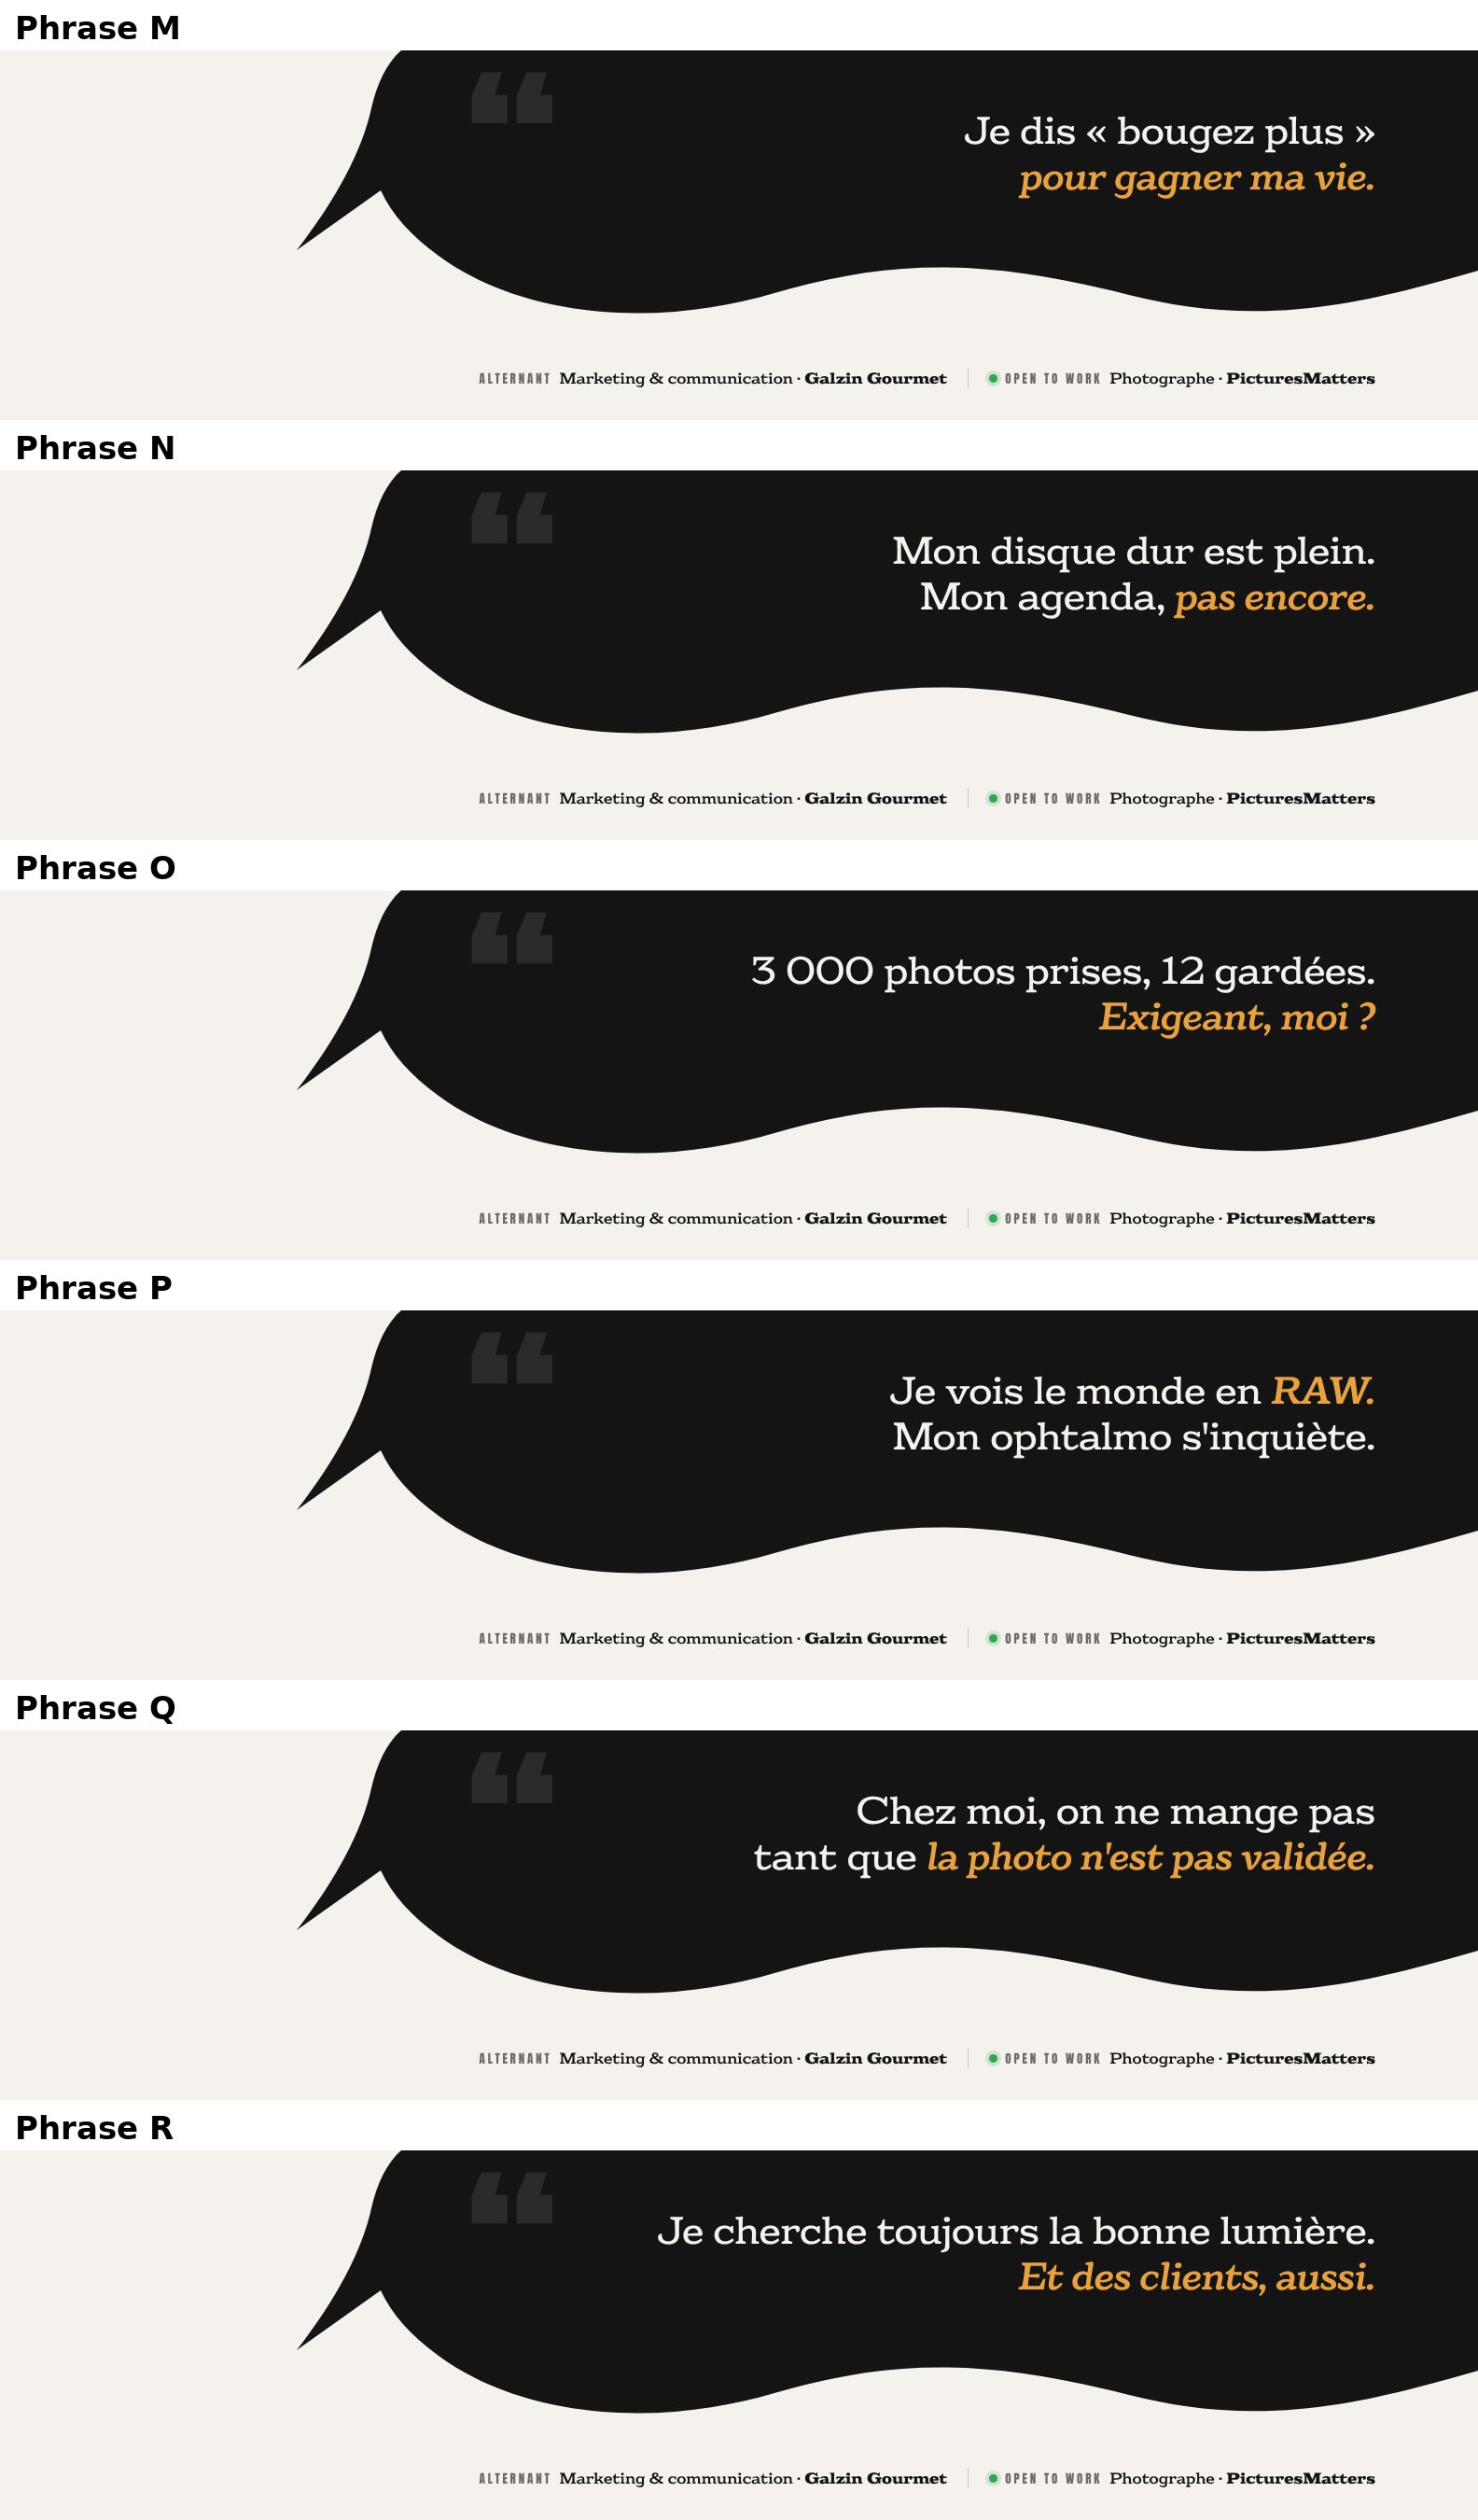 Phrase M
“
Je dis « bougez plus »
pour gagner ma vie.
ALTERNANT Marketing & communication · Galzin Gourmet OPEN TO WORK Photographe · PicturesMatters
Phrase N
“
Mon disque dur est plein.
Mon agenda, pas encore.
ALTERNANT Marketing & communication · Galzin Gourmet OPEN TO WORK Photographe · PicturesMatters
Phrase O
“
3 000 photos prises, 12 gardées.
Exigeant, moi ?
ALTERNANT Marketing & communication · Galzin Gourmet OPEN TO WORK Photographe · PicturesMatters
Phrase P
“
Je vois le monde en RAW.
Mon ophtalmo s'inquiète.
ALTERNANT Marketing & communication · Galzin Gourmet OPEN TO WORK Photographe · PicturesMatters
Phrase Q
“
Chez moi, on ne mange pas
tant que la photo n'est pas validée.
ALTERNANT Marketing & communication · Galzin Gourmet OPEN TO WORK Photographe · PicturesMatters
Phrase R
“
Je cherche toujours la bonne lumière.
Et des clients, aussi.
ALTERNANT Marketing & communication · Galzin Gourmet OPEN TO WORK Photographe · PicturesMatters